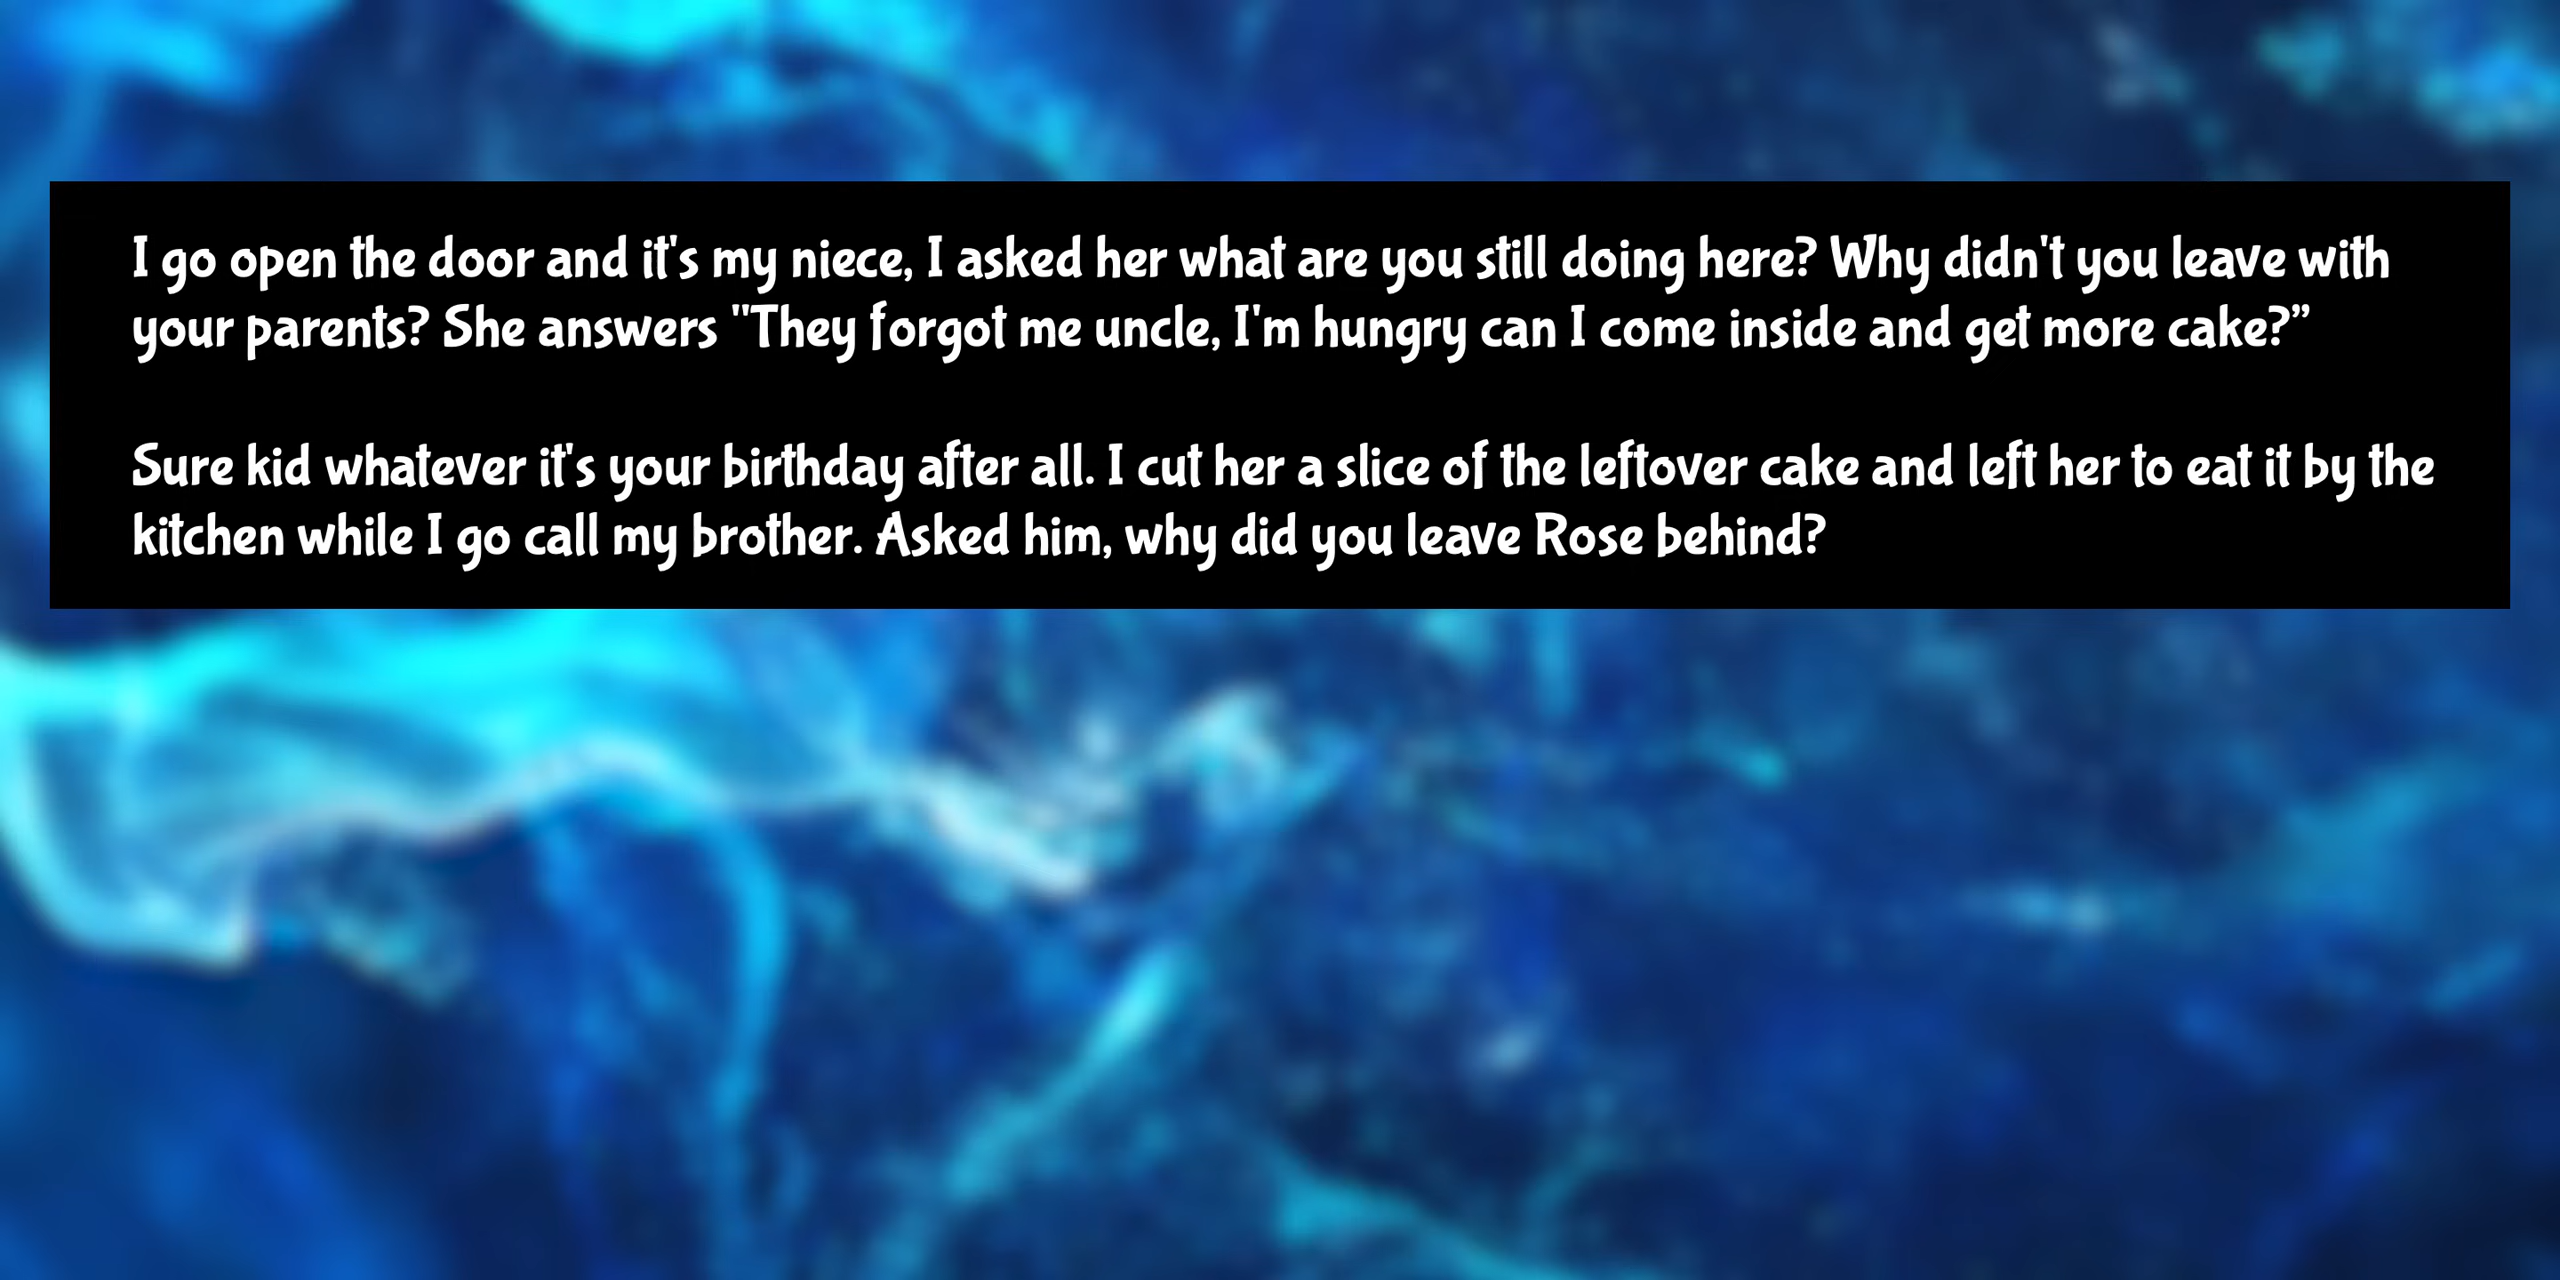 I go open the door and it's my niece, I asked her what are you still doing here? Why didn't you leave with
your parents? She answers "They forgot me uncle, I'm hungry can I come inside and get more cake?”
Sure kid whatever it's your birthday after all. I cut her a slice of the leftover cake and left her to eat it by the
kitchen while I go call my brother. Asked him, why did you leave Rose behind?